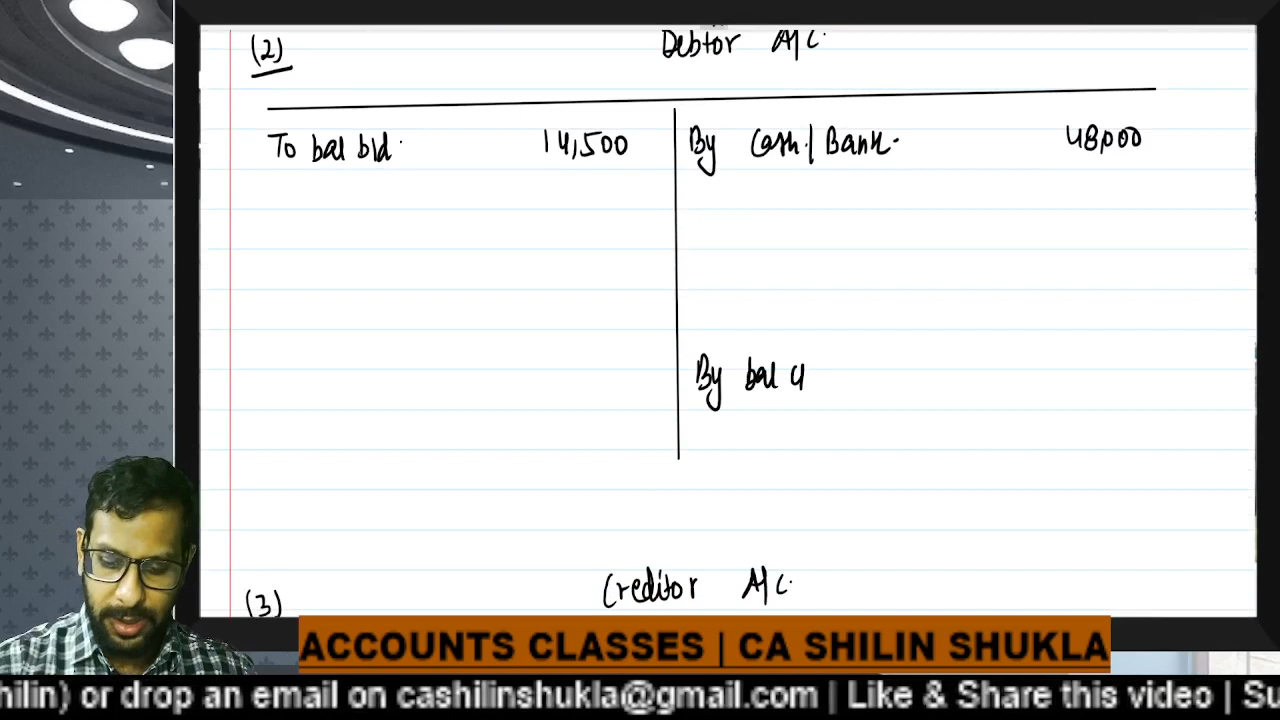 (2)
Debtor A/c.
To bal b/d. 14,500 By Cash/Bank. 48,000
By bal c
(3)
Creditor A/c.
ACCOUNTS CLASSES | CA SHILIN SHUKLA
hilin) or drop an email on cashilinshukla@gmail.com | Like & Share this video | Su